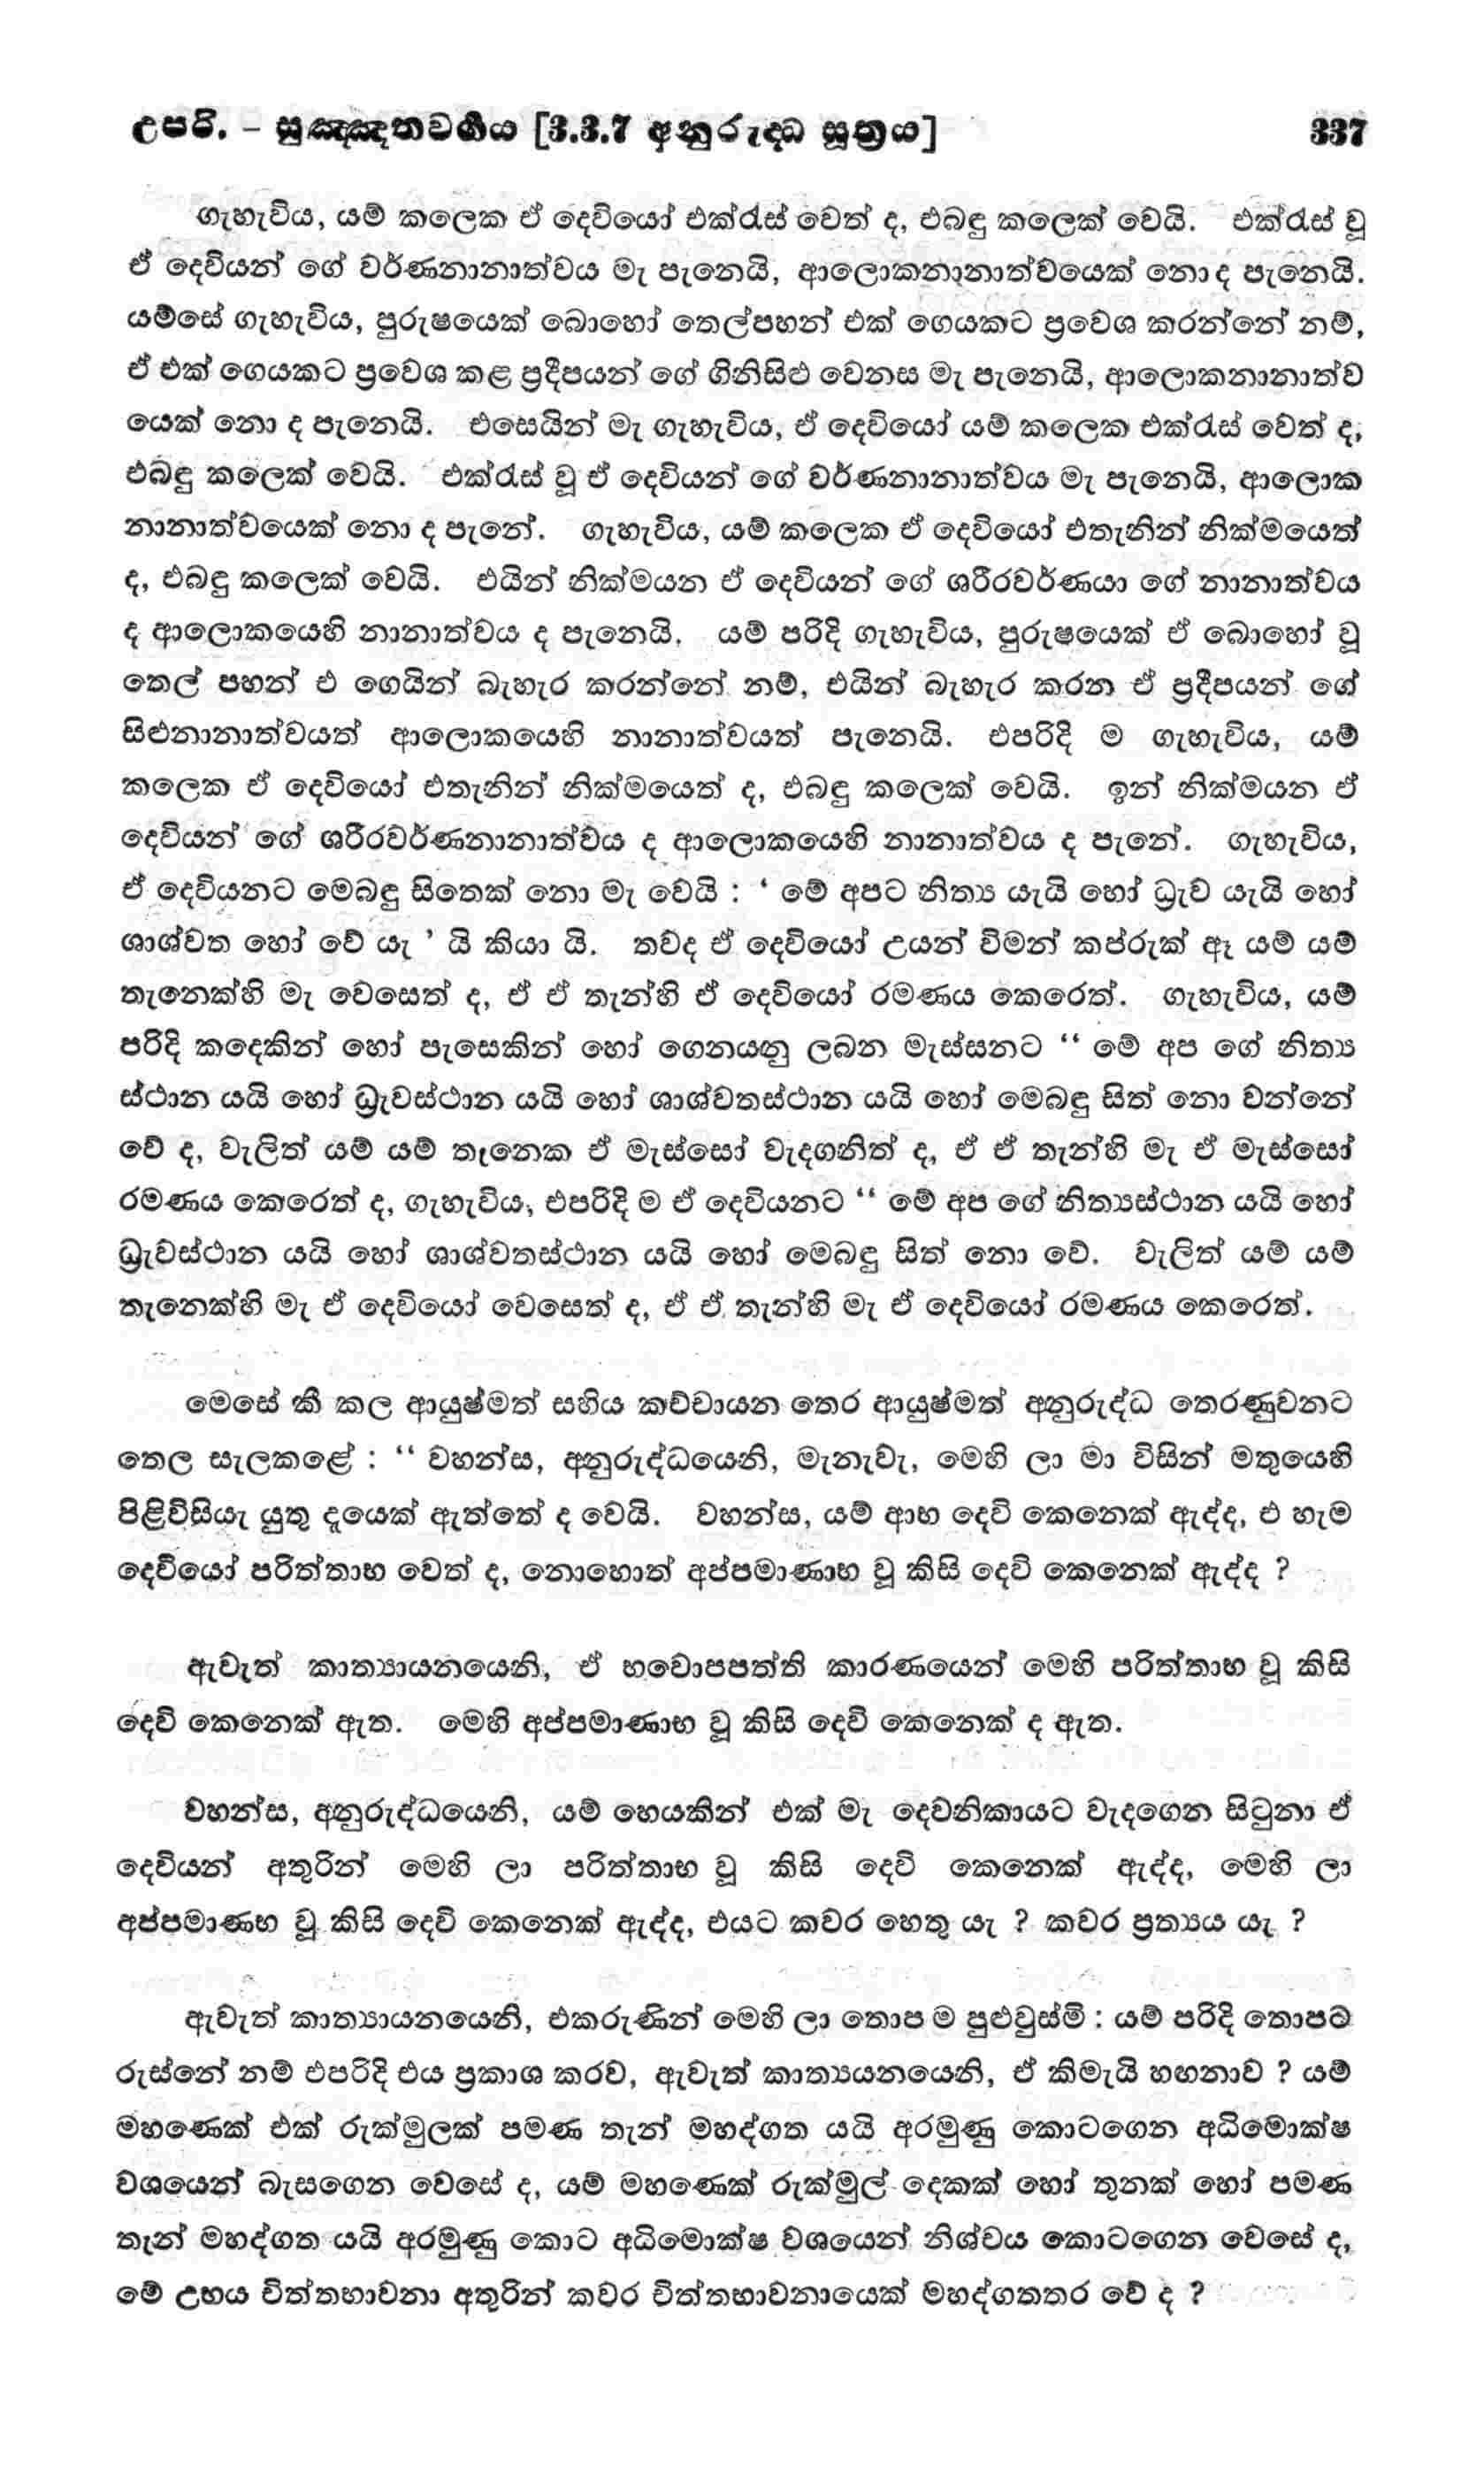 උපරි. - සුඤ්ඤතවර්‍ගය [3.3.7 අනුරුද්‍ධ සූත්‍රය] 337
ගැහැවිය, යම් කලෙක ඒ දෙවියෝ එක්රැස් වෙත් ද, එබඳු කලෙක් වෙයි. එක්රැස් වූ
ඒ දෙවියන් ගේ වර්ණනානාත්වය මැ පැනෙයි, ආලොකනානාත්වයෙක් නො ද පැනෙයි.
යම්සේ ගැහැවිය, පුරුෂයෙක් බොහෝ තෙල්පහන් එක් ගෙයකට ප්‍රවෙශ කරන්නේ නම්,
ඒ එක් ගෙයකට ප්‍රවෙශ කළ ප්‍රදීපයන් ගේ ගිනිසිළු වෙනස මැ පැනෙයි, ආලොකනානාත්ව
යෙක් නො ද පැනෙයි. එසෙයින් මැ ගැහැවිය, ඒ දෙවියෝ යම් කලෙක එක්රැස් වෙත් ද,
එබඳු කලෙක් වෙයි. එක්රැස් වූ ඒ දෙවියන් ගේ වර්ණනානාත්වය මැ පැනෙයි, ආලොක
නානාත්වයෙක් නො ද පැනේ. ගැහැවිය, යම් කලෙක ඒ දෙවියෝ එතැනින් නික්මයෙත්
ද, එබඳු කලෙක් වෙයි. එයින් නික්මයන ඒ දෙවියන් ගේ ශරීරවර්ණයා ගේ නානාත්වය
ද ආලොකයෙහි නානාත්වය ද පැනෙයි. යම් පරිදි ගැහැවිය, පුරුෂයෙක් ඒ බොහෝ වූ
තෙල් පහන් එ ගෙයින් බැහැර කරන්නේ නම්, එයින් බැහැර කරන ඒ ප්‍රදීපයන් ගේ
සිළුනානාත්වයත් ආලොකයෙහි නානාත්වයත් පැනෙයි. එපරිදි ම ගැහැවිය, යම්
කලෙක ඒ දෙවියෝ එතැනින් නික්මයෙත් ද, එබඳු කලෙක් වෙයි. ඉන් නික්මයන ඒ
දෙවියන් ගේ ශරීරවර්ණනානාත්වය ද ආලොකයෙහි නානාත්වය ද පැනේ. ගැහැවිය,
ඒ දෙවියනට මෙබඳු සිතෙක් නො මැ වෙයි : ‘ මේ අපට නිත්‍ය යැයි හෝ ධ්‍රැව යැයි හෝ
ශාශ්වත හෝ වේ යැ ’ යි කියා යි. තවද ඒ දෙවියෝ උයන් විමන් කප්රුක් ඈ යම් යම්
තැනෙක්හි මැ වෙසෙත් ද, ඒ ඒ තැන්හි ඒ දෙවියෝ රමණය කෙරෙත්. ගැහැවිය, යම්
පරිදි කදෙකින් හෝ පැසෙකින් හෝ ගෙනයනු ලබන මැස්සනට “ මේ අප ගේ නිත්‍ය
ස්ථාන යයි හෝ ධ්‍රැවස්ථාන යයි හෝ ශාශ්වතස්ථාන යයි හෝ මෙබඳු සිත් නො වන්නේ
වේ ද, වැලිත් යම් යම් තැනෙක ඒ මැස්සෝ වැදගනිත් ද, ඒ ඒ තැන්හි මැ ඒ මැස්සෝ
රමණය කෙරෙත් ද, ගැහැවිය, එපරිදි ම ඒ දෙවියනට “ මේ අප ගේ නිත්‍යස්ථාන යයි හෝ
ධ්‍රැවස්ථාන යයි හෝ ශාශ්වතස්ථාන යයි හෝ මෙබඳු සිත් නො වේ. වැලිත් යම් යම්
තැනෙක්හි මැ ඒ දෙවියෝ වෙසෙත් ද, ඒ ඒ තැන්හි මැ ඒ දෙවියෝ රමණය කෙරෙත්.
මෙසේ කී කල ආයුෂ්මත් සභිය කච්චායන තෙර ආයුෂ්මත් අනුරුද්ධ තෙරණුවනට
තෙල සැලකළේ : “ වහන්ස, අනුරුද්ධයෙනි, මැනැවැ, මෙහි ලා මා විසින් මතුයෙහි
පිළිවිසියැ යුතු දැයෙක් ඇත්තේ ද වෙයි. වහන්ස, යම් ආභ දෙවි කෙනෙක් ඇද්ද, එ හැම
දෙවියෝ පරිත්තාභ වෙත් ද, නොහොත් අප්පමාණාභ වූ කිසි දෙවි කෙනෙක් ඇද්ද ?
ඇවැත් කාත්‍යායනයෙනි, ඒ භවොපපත්ති කාරණයෙන් මෙහි පරිත්තාභ වූ කිසි
දෙවි කෙනෙක් ඇත. මෙහි අප්පමාණාභ වූ කිසි දෙවි කෙනෙක් ද ඇත.
වහන්ස, අනුරුද්ධයෙනි, යම් හෙයකින් එක් මැ දෙවනිකායට වැදගෙන සිටුනා ඒ
දෙවියන් අතුරින් මෙහි ලා පරිත්තාභ වූ කිසි දෙවි කෙනෙක් ඇද්ද, මෙහි ලා
අප්පමාණභ වූ කිසි දෙවි කෙනෙක් ඇද්ද, එයට කවර හෙතු යැ ? කවර ප්‍රත්‍යය යැ ?
ඇවැත් කාත්‍යායනයෙනි, එකරුණින් මෙහි ලා තොප ම පුළුවුස්මි : යම් පරිදි තොපට
රුස්නේ නම් එපරිදි එය ප්‍රකාශ කරව, ඇවැත් කාත්‍යයනයෙනි, ඒ කිමැයි හඟනාව ? යම්
මහණෙක් එක් රුක්මුලක් පමණ තැන් මහද්ගත යයි අරමුණු කොටගෙන අධිමොක්ෂ
වශයෙන් බැසගෙන වෙසේ ද, යම් මහණෙක් රුක්මුල් දෙකක් හෝ තුනක් හෝ පමණ
තැන් මහද්ගත යයි අරමුණු කොට අධිමොක්ෂ වශයෙන් නිශ්චය කොටගෙන වෙසේ ද,
මේ උභය චිත්තභාවනා අතුරින් කවර චිත්තභාවනායෙක් මහද්ගතතර වේ ද ?